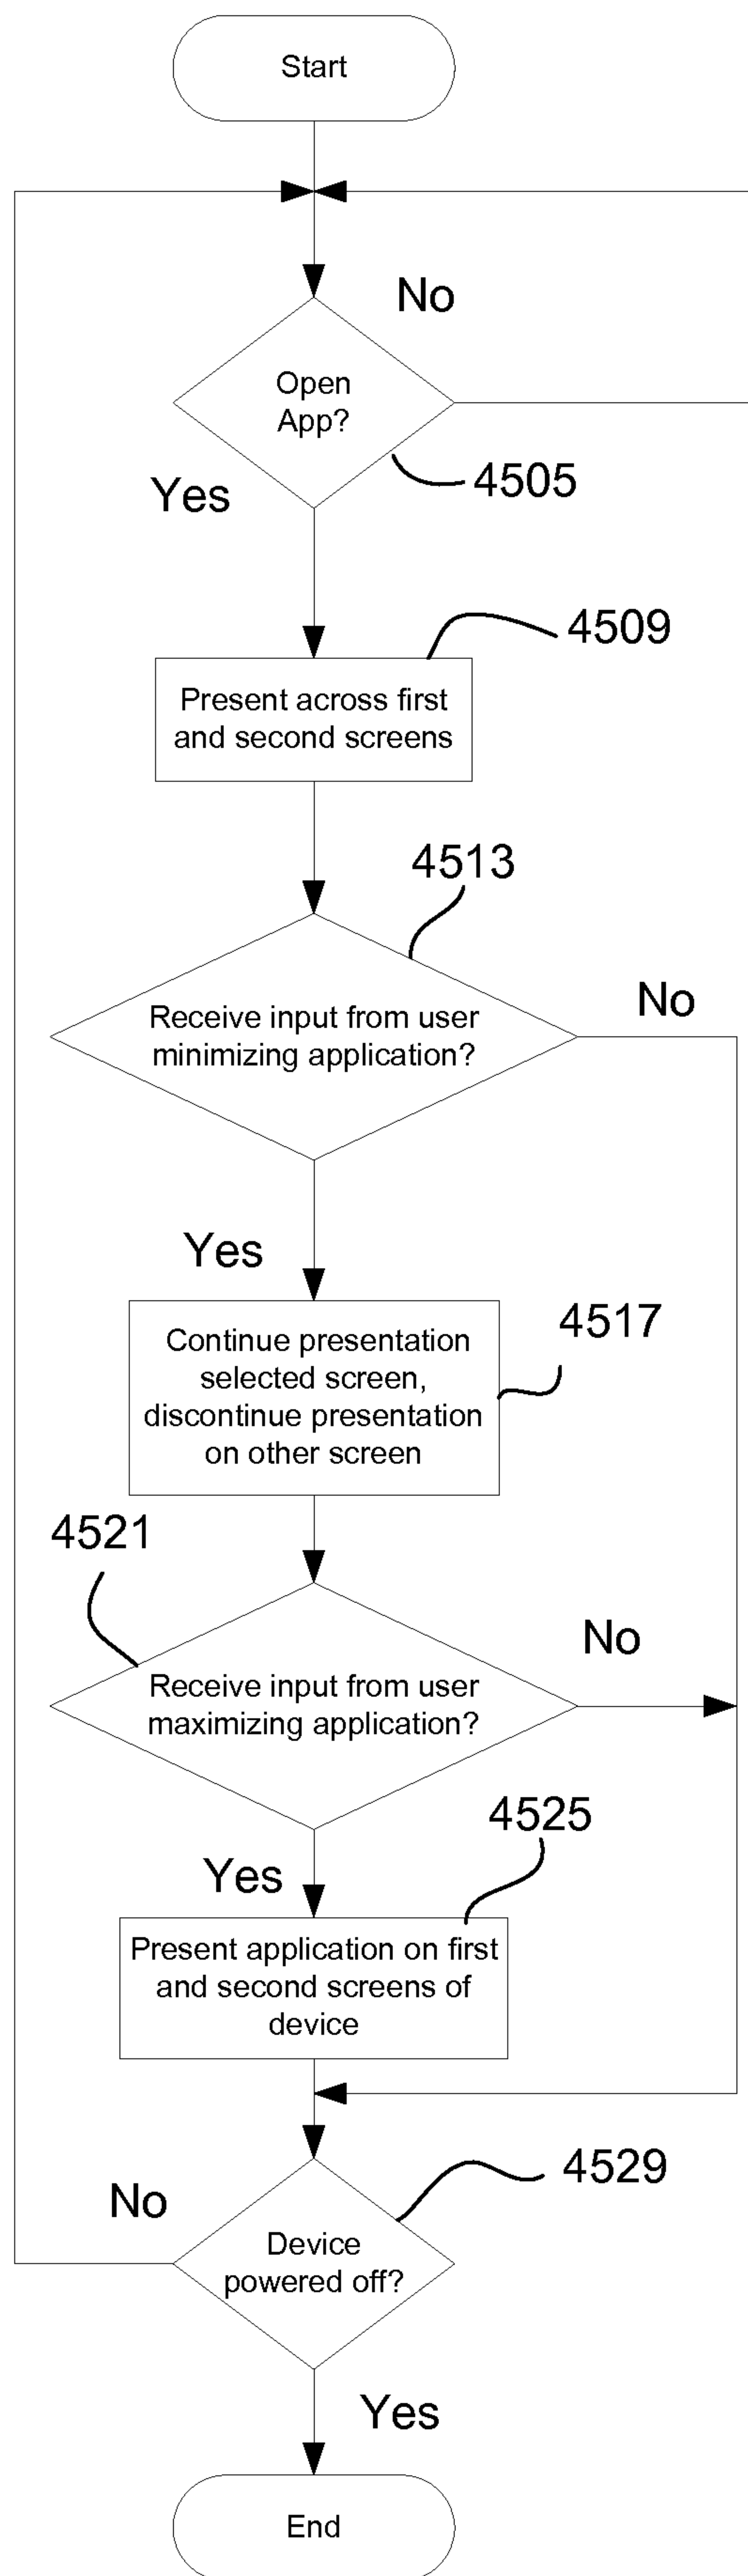 Start
No
Open
App?
4505
Yes
4509
Present across first
and second screens
4513
Receive input from user
minimizing application?
No
Yes
4517
Continue presentation
selected screen,
discontinue presentation
on other screen
4521
No
Receive input from user
maximizing application?
4525
Yes
Present application on first
and second screens of
device
4529
No
Device
powered off?
Yes
End